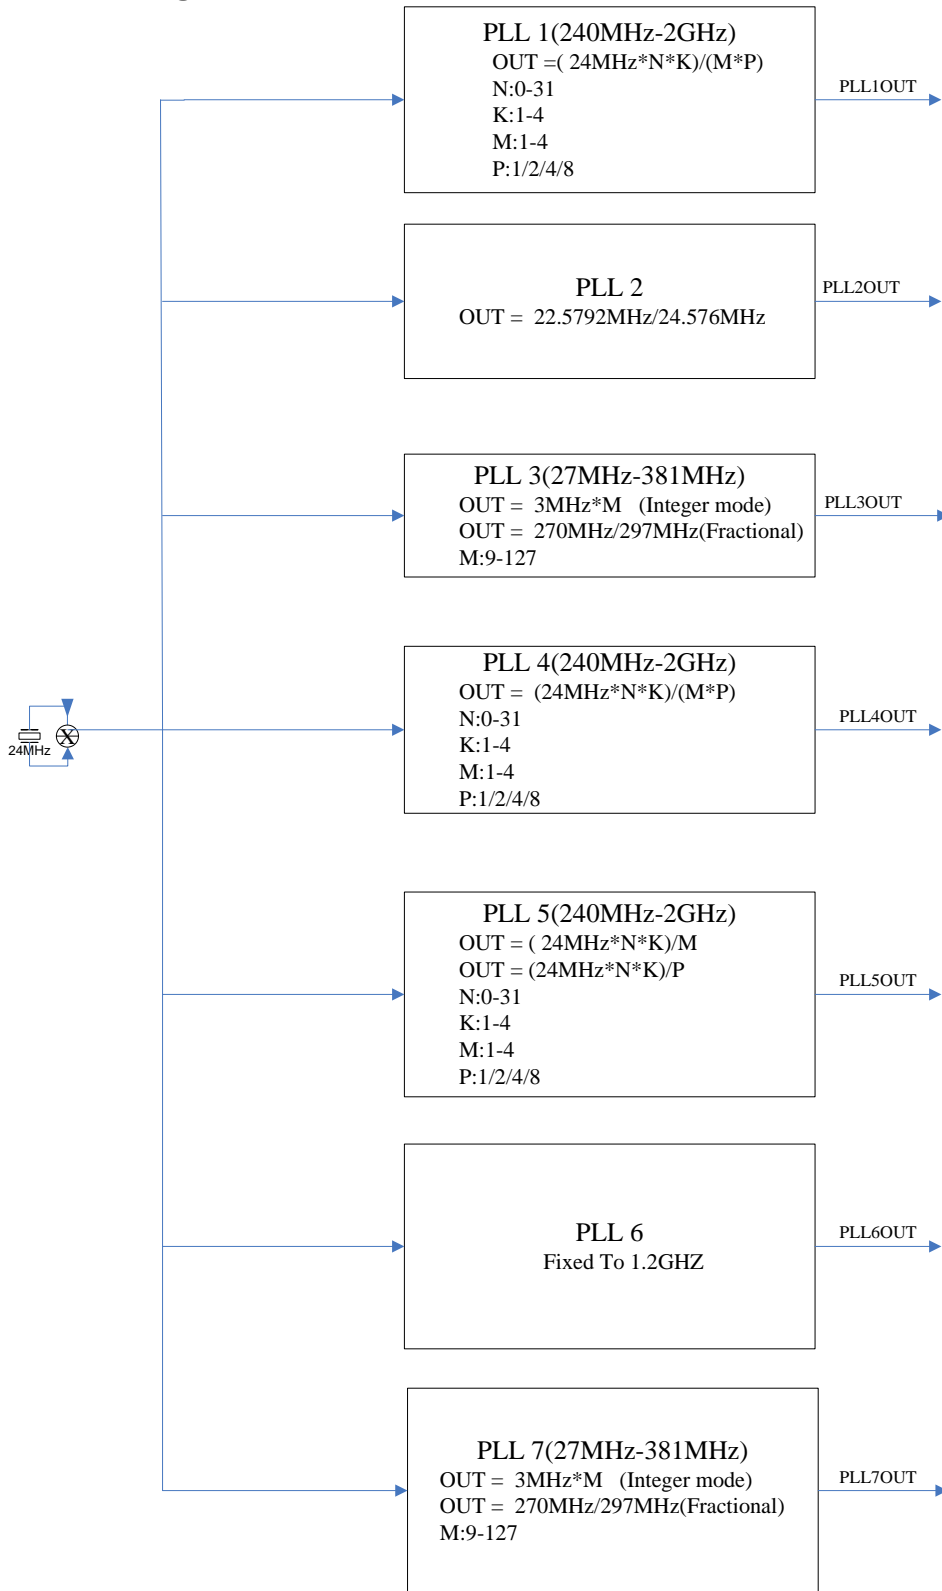 PLL 1(240MHz-2GHz)
OUT =( 24MHz*N*K)/(M*P)
N:0-31
K:1-4
M:1-4
P:1/2/4/8
PLL1OUT
PLL 2
OUT = 22.5792MHz/24.576MHz
PLL2OUT
PLL 3(27MHz-381MHz)
OUT = 3MHz*M (Integer mode)
OUT = 270MHz/297MHz(Fractional)
M:9-127
PLL3OUT
24MHz
X
PLL 4(240MHz-2GHz)
OUT = (24MHz*N*K)/(M*P)
N:0-31
K:1-4
M:1-4
P:1/2/4/8
PLL4OUT
PLL 5(240MHz-2GHz)
OUT = ( 24MHz*N*K)/M
OUT = (24MHz*N*K)/P
N:0-31
K:1-4
M:1-4
P:1/2/4/8
PLL5OUT
PLL 6
Fixed To 1.2GHZ
PLL6OUT
PLL 7(27MHz-381MHz)
OUT = 3MHz*M (Integer mode)
OUT = 270MHz/297MHz(Fractional)
M:9-127
PLL7OUT